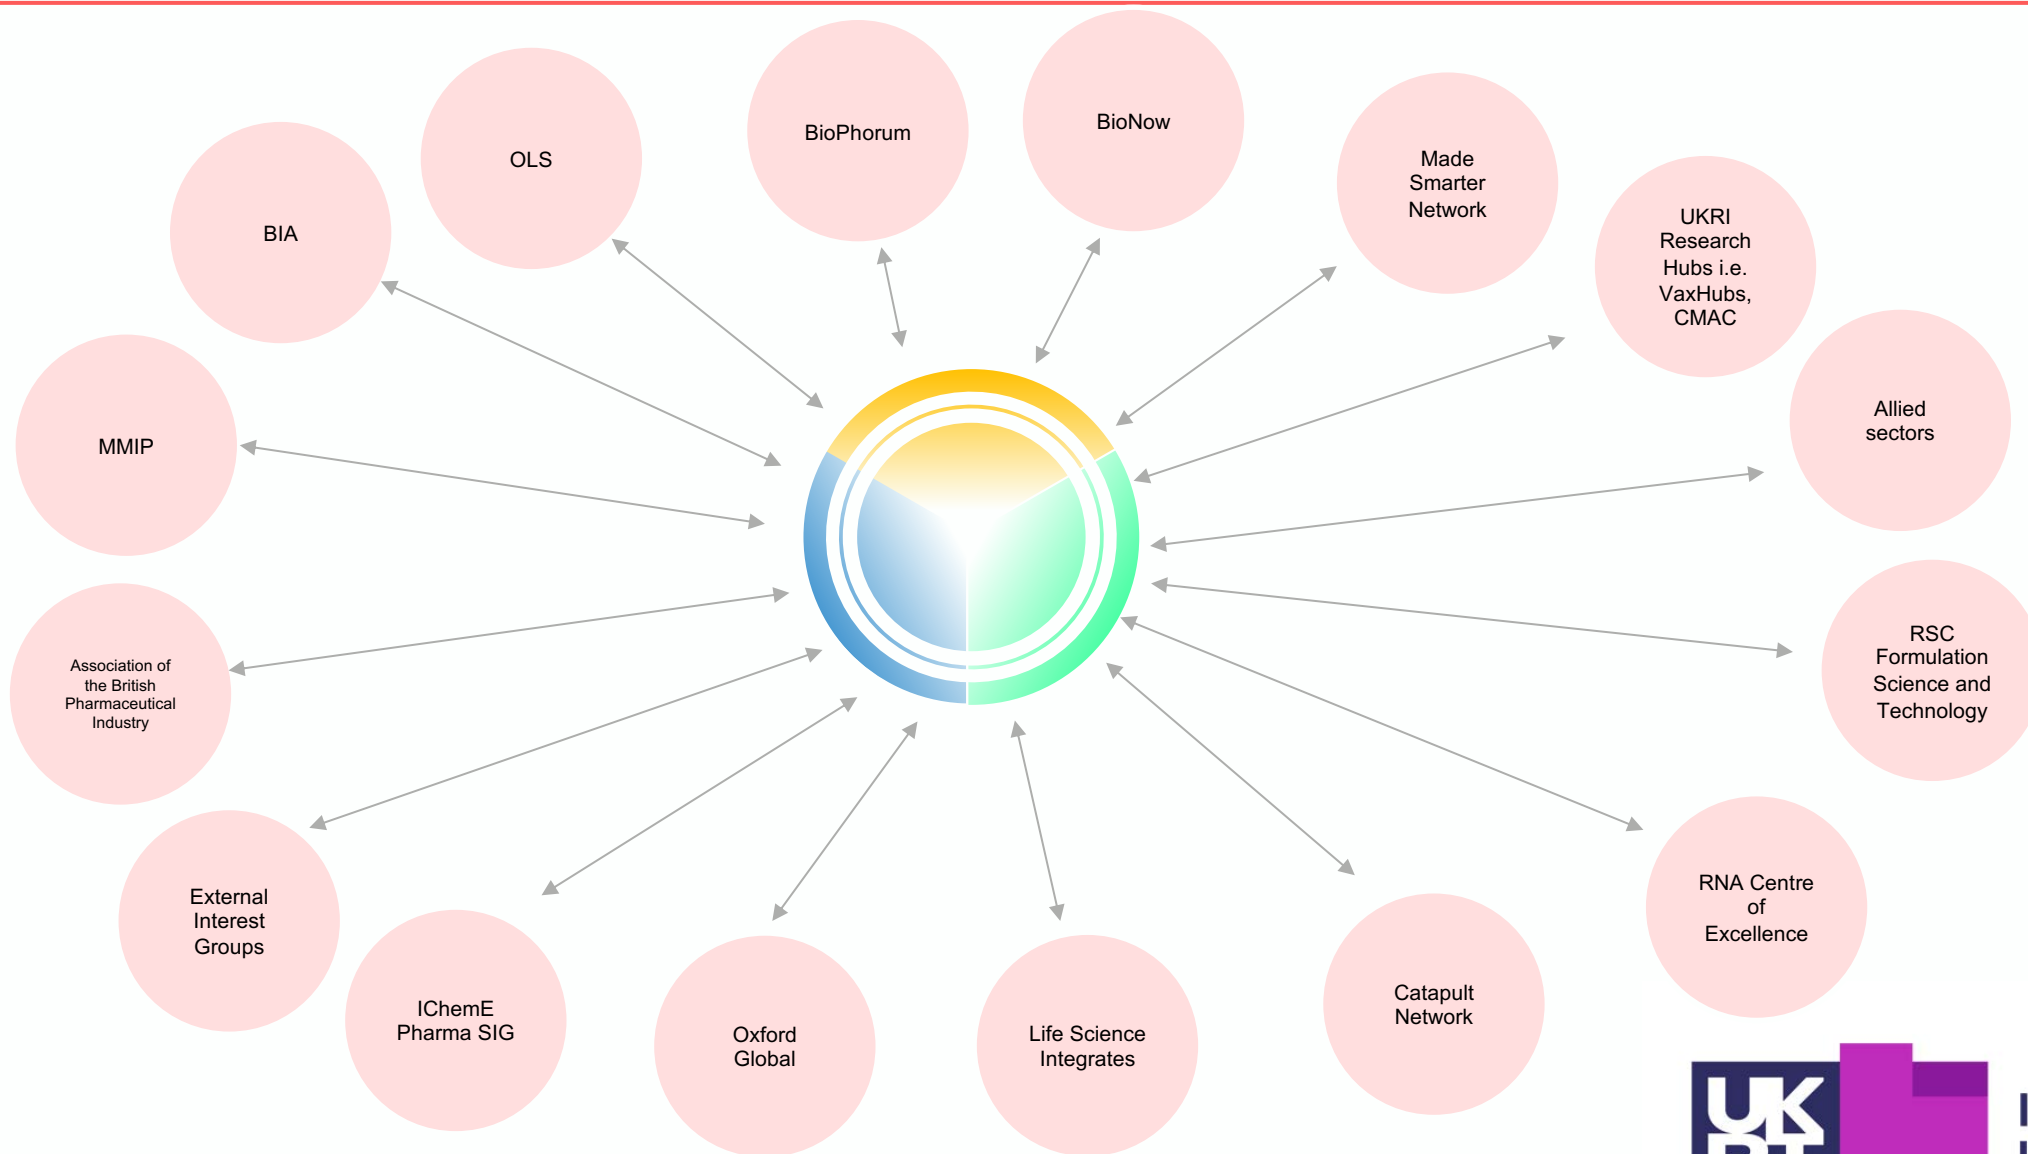 BioPhorum
BioNow
OLS
Made
Smarter
Network
BIA
UKRI
Research
Hubs i.e.
VaxHubs,
CMAC
Allied
sectors
MMIP
RSC
Formulation
Science and
Technology
Association of
the British
Pharmaceutical
Industry
External
Interest
Groups
RNA Centre
of
Excellence
IChemE
Pharma SIG
Oxford
Global
Life Science
Integrates
Catapult
Network
UK